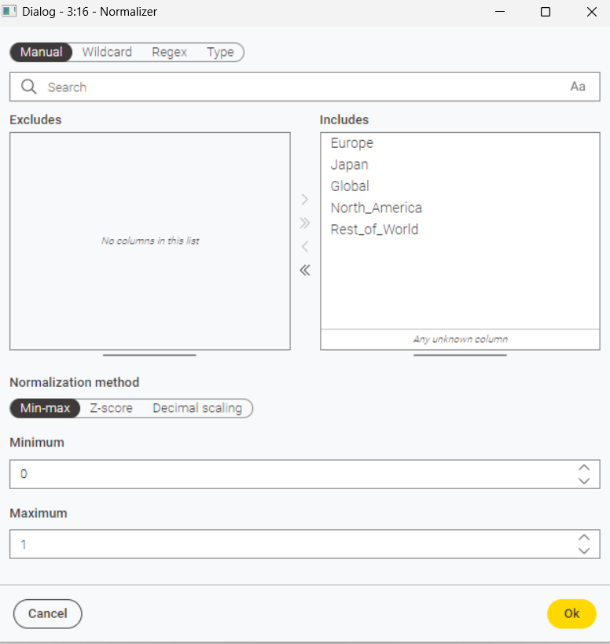 Dialog - 3:16 - Normalizer
Manual Wildcard Regex Type
Search Aa
Excludes Includes
Europe
Japan
Global
North_America
Rest_of_World
No columns in this list
Any unknown column
Normalization method
Min-max Z-score Decimal scaling
Minimum
0
Maximum
1
Cancel Ok